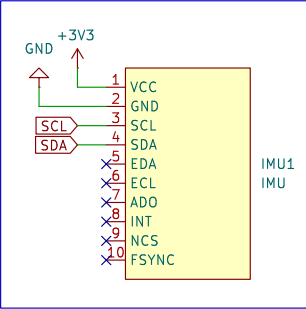 +3V3
GND
1 VCC
2 GND
SCL 3 SCL
SDA 4 SDA
5 EDA IMU1
6 ECL IMU
7 ADO
8 INT
9 NCS
10 FSYNC